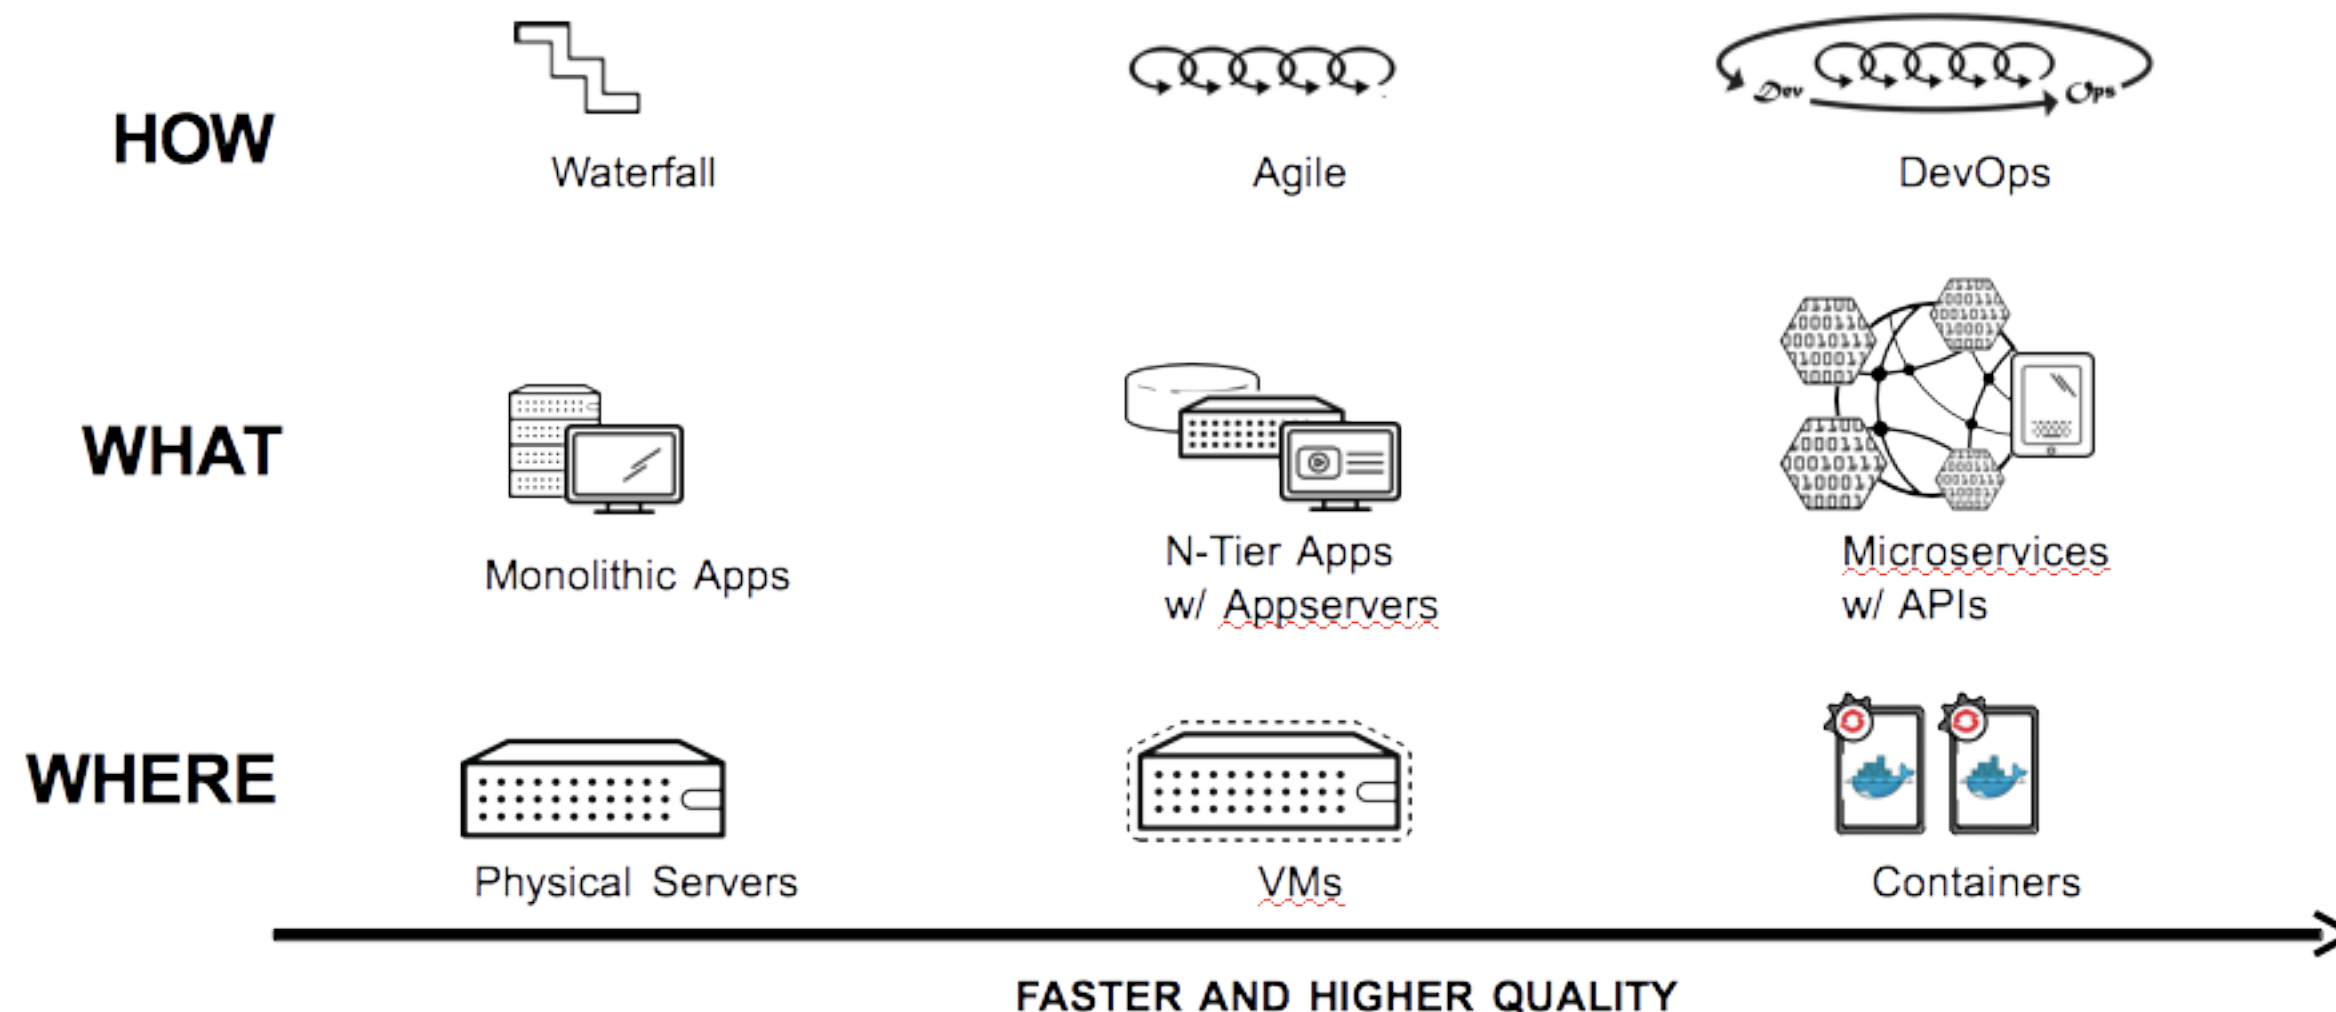 HOW
Waterfall
Agile
Dev
Ops
DevOps
WHAT
Monolithic Apps
N-Tier Apps
w/ Appservers
Microservices
w/ APIs
WHERE
Physical Servers
VMs
Containers
FASTER AND HIGHER QUALITY